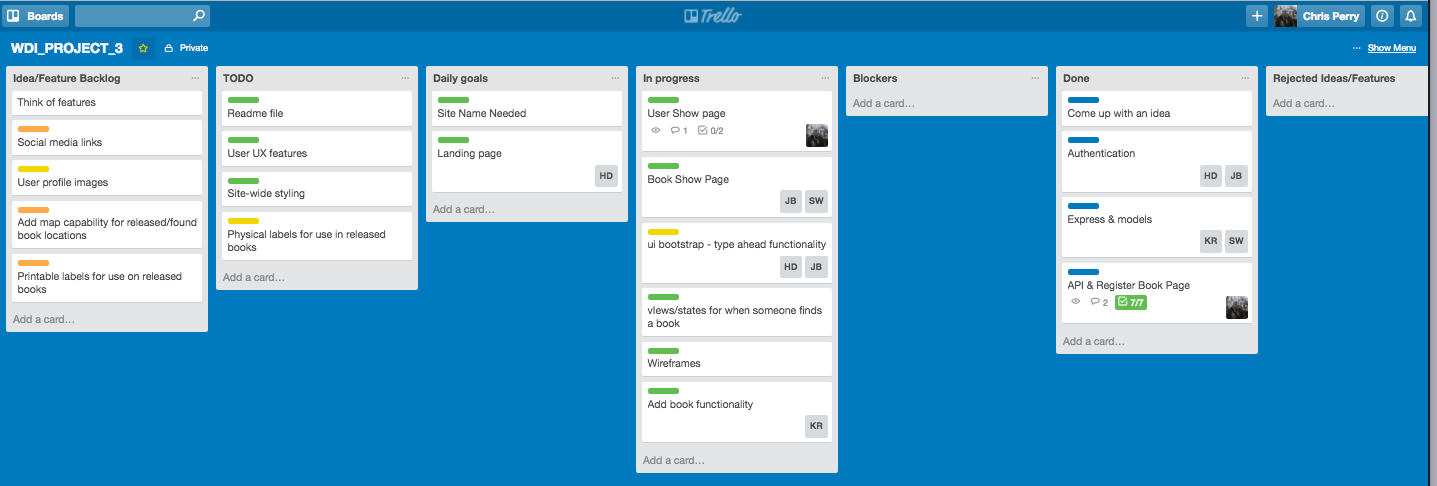 Boards
Trello
Chris Perry
WDI_PROJECT_3
Private
... Show Menu
Idea/Feature Backlog
Think of features
Social media links
User profile images
Add map capability for released/found
book locations
Printable labels for use on released
books
Add a card...
TODO
Readme file
User UX features
Site-wide styling
Physical labels for use in released
books
Add a card...
Daily goals
Site Name Needed
Landing page
HD
Add a card...
In progress
User Show page
1 0/2
Book Show Page
JB SW
ui bootstrap - type ahead functionality
HD JB
vIews/states for when someone finds
a book
Wireframes
Add book functionality
KR
Add a card...
Blockers
Add a card...
Done
Come up with an idea
Authentication
HD JB
Express & models
KR SW
API & Register Book Page
2 7/7
Add a card...
Rejected Ideas/Features
Add a card...